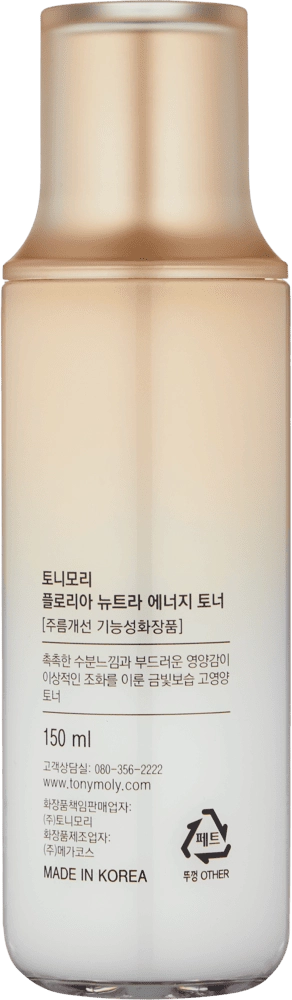 토니모리
플로리아 뉴트라 에너지 토너
[주름개선 기능성화장품]
촉촉한 수분느낌과 부드러운 영양감이
이상적인 조화를 이룬 금빛보습 고영양
토너
150 ml
고객상담실: 080-356-2222
www.tonymoly.com
화장품책임판매업자:
(주)토니모리
화장품제조업자:
(주)메가코스
MADE IN KOREA
페트
뚜껑 OTHER